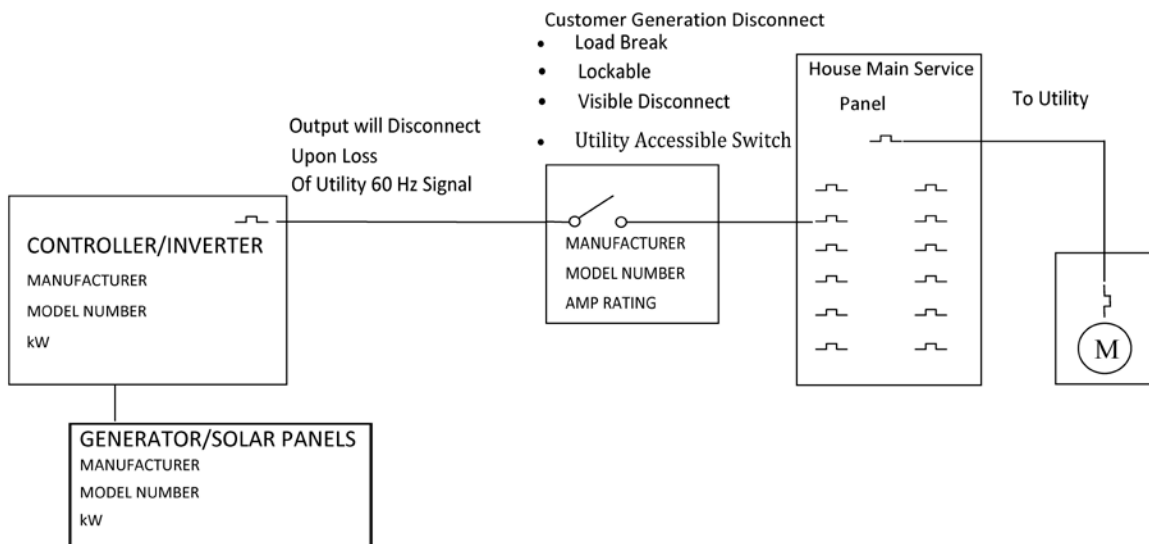 Customer Generation Disconnect
• Load Break
• Lockable
• Visible Disconnect
• Utility Accessible Switch
House Main Service
Panel
To Utility
Output will Disconnect
Upon Loss
Of Utility 60 Hz Signal
CONTROLLER/INVERTER
MANUFACTURER
MODEL NUMBER
kW
MANUFACTURER
MODEL NUMBER
AMP RATING
M
GENERATOR/SOLAR PANELS
MANUFACTURER
MODEL NUMBER
kW